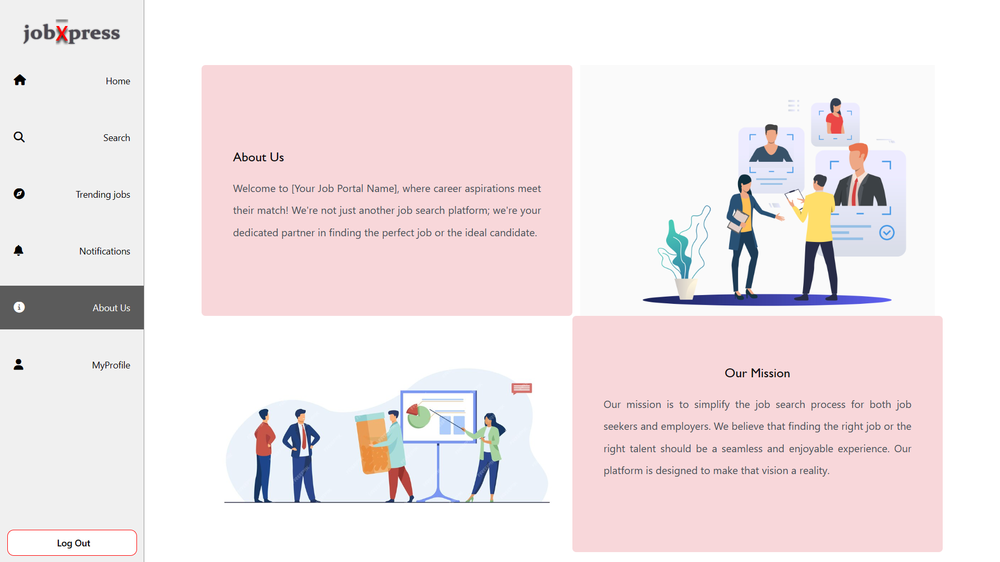 jobXpress
Home
Search
Trending jobs
Notifications
About Us
MyProfile
Log Out
About Us
Welcome to [Your Job Portal Name], where career aspirations meet
their match! We're not just another job search platform; we're your
dedicated partner in finding the perfect job or the ideal candidate.
Our Mission
Our mission is to simplify the job search process for both job
seekers and employers. We believe that finding the right job or the
right talent should be a seamless and enjoyable experience. Our
platform is designed to make that vision a reality.
FREEPIK
FREEPIK